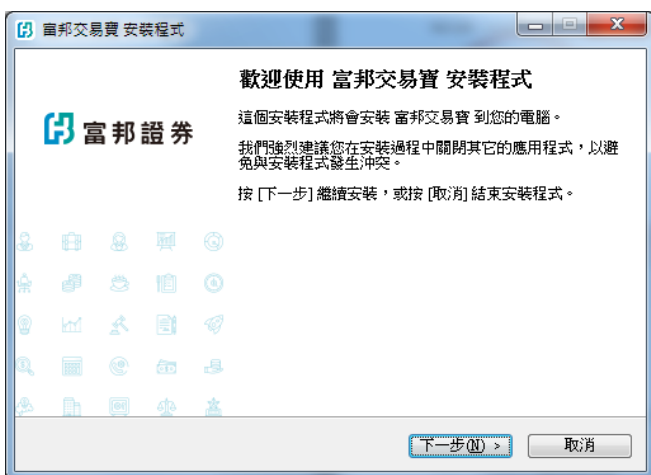 富邦交易寶 安裝程式
歡迎使用 富邦交易寶 安裝程式
富邦證券
這個安裝程式將會安裝 富邦交易寶 到您的電腦。
我們強烈建議您在安裝過程中關閉其它的應用程式，以避
免與安裝程式發生沖突。
按 [下一步] 繼續安裝，或按 [取消] 結束安裝程式。
下一步(N) >
取消